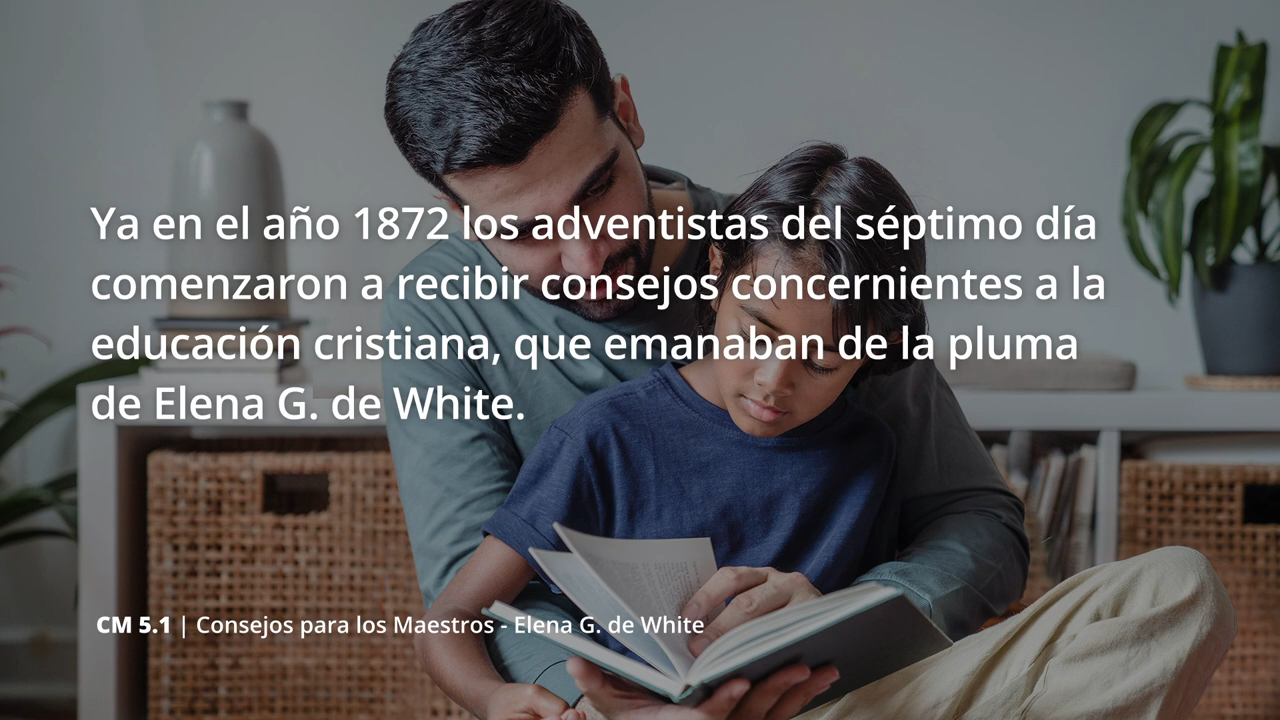 Ya en el año 1872 los adventistas del séptimo día
comenzaron a recibir consejos concernientes a la
educación cristiana, que emanaban de la pluma
de Elena G. de White.
CM 5.1 | Consejos para los Maestros - Elena G. de White